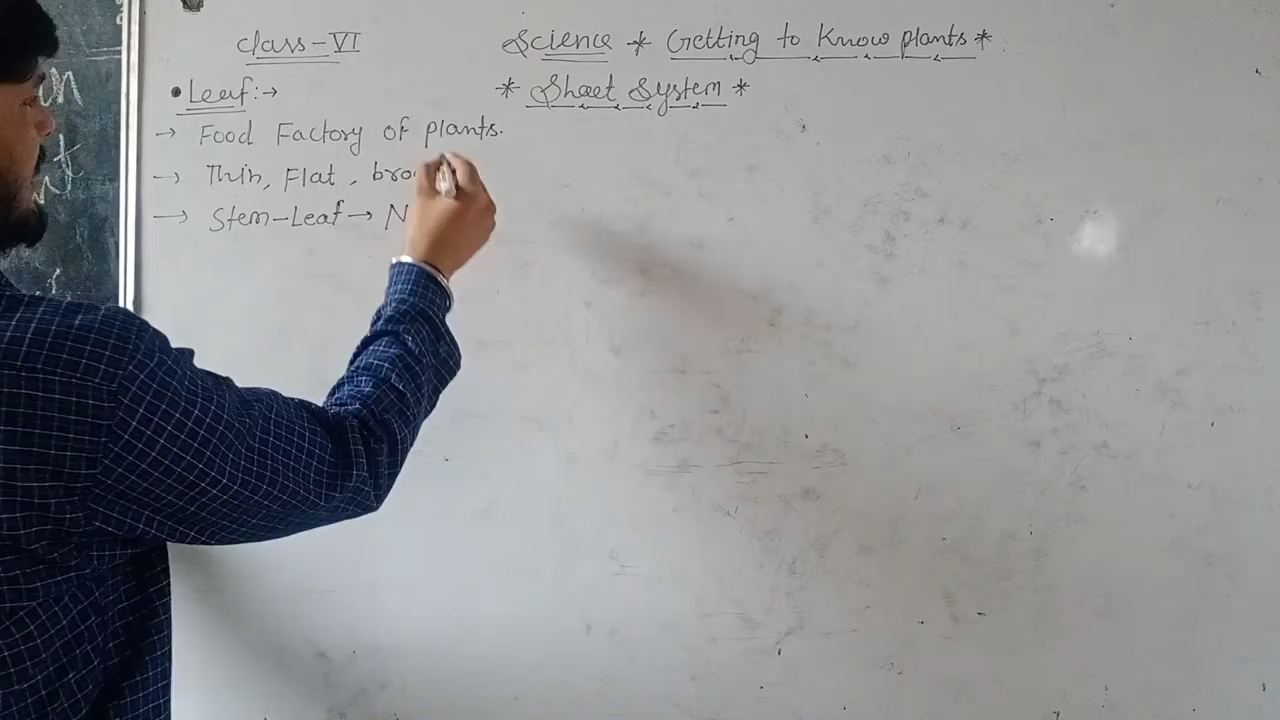 Class-VI
Science * Getting to Know plants *
* Shoot System *
• Leaf:→
→ Food Factory of plants.
→ Thin, Flat, bro
→ Stem-Leaf → N